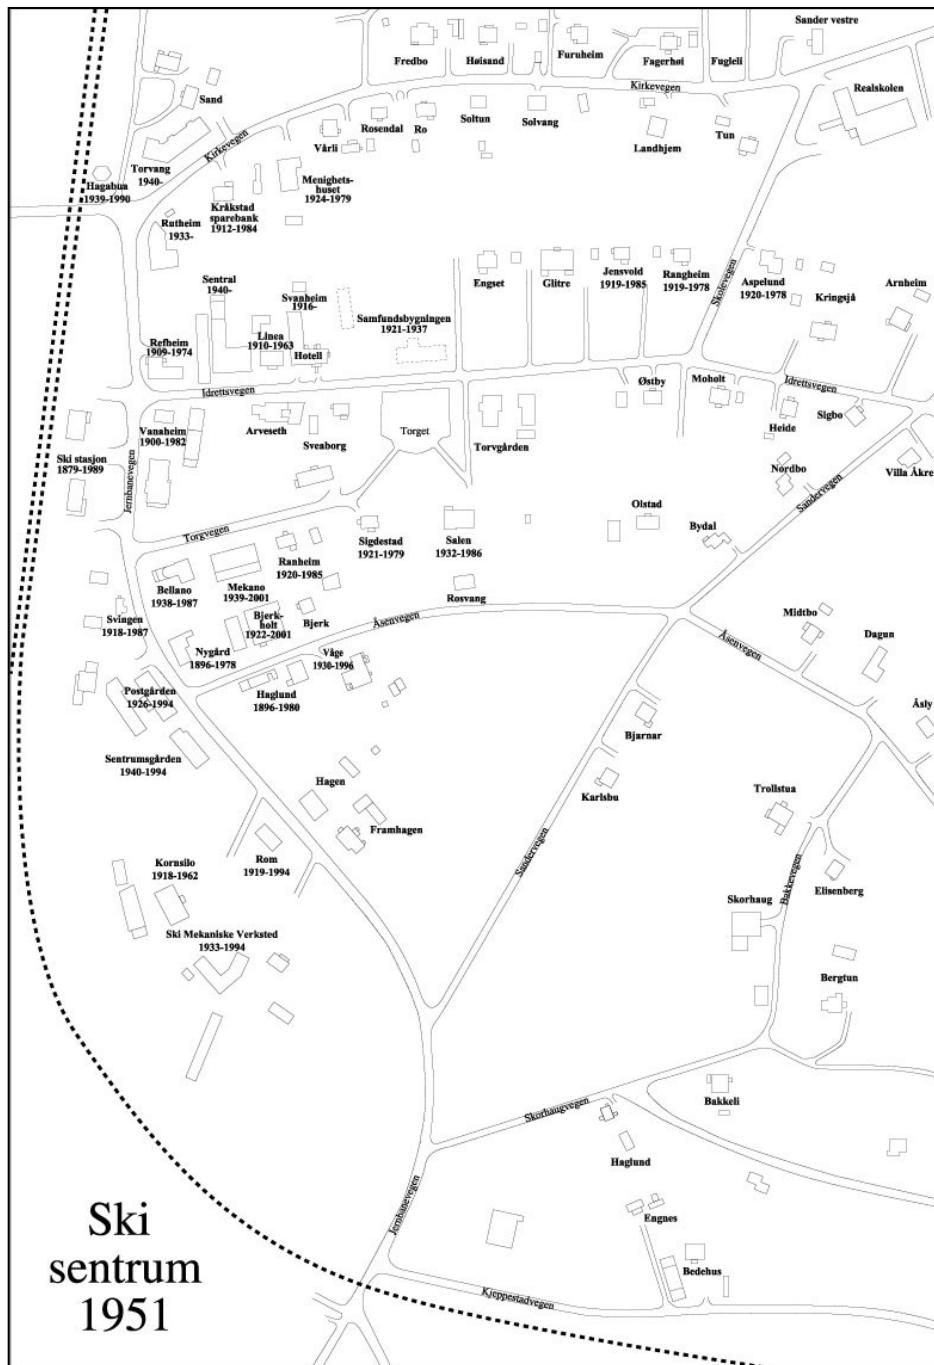 Sander vestre
Fredbo
Høisand
Furuheim
Fagerhøi
Fugleli
Kirkevegen
Realskolen
Sand
Rosendal
Ro
Soltun
Solvang
Kirkevegen
Vårli
Landhjem
Tun
Torvang
1940-
Hagabua
1939-1990
Menighets-
huset
1924-1979
Kråkstad
sparebank
1912-1984
Rutheim
1933-
Sentral
1940-
Svanheim
1916-
Engset
Glitre
Jensvold
1919-1985
Rangheim
1919-1978
Skolevegen
Aspelund
1920-1978
Kringsjå
Arnheim
Samfundsbygningen
1921-1937
Linea
1910-1963
Hotell
Refheim
1909-1974
Idrettsvegen
Østby
Moholt
Idrettsvegen
Vanaheim
1900-1982
Arveseth
Sveaborg
Torget
Torvgården
Heide
Sigbo
Ski stasjon
1879-1989
Jernbanevegen
Nordbo
Villa Åkre
Sandervegen
Torgvegen
Sigdestad
1921-1979
Salen
1932-1986
Olstad
Bydal
Ranheim
1920-1985
Bellano
1938-1987
Mekano
1939-2001
Rosvang
Svingen
1918-1987
Bjerk-
holt
1922-2001
Bjerk
Åsenvegen
Midtbo
Dagun
Åsenvegen
Nygård
1896-1978
Våge
1930-1996
Postgården
1926-1994
Haglund
1896-1980
Åsly
Bjarnar
Sentrumsgården
1940-1994
Hagen
Karlsbu
Trollstua
Framhagen
Sandervegen
Rom
1919-1994
Kornsilo
1918-1962
Bakkevegen
Elisenberg
Skorhaug
Ski Mekaniske Verksted
1933-1994
Bergtun
Bakkeli
Skorhaugvegen
Haglund
Jernbanevegen
Engnes
Bedehus
Kjeppestadvegen
Ski
sentrum
1951